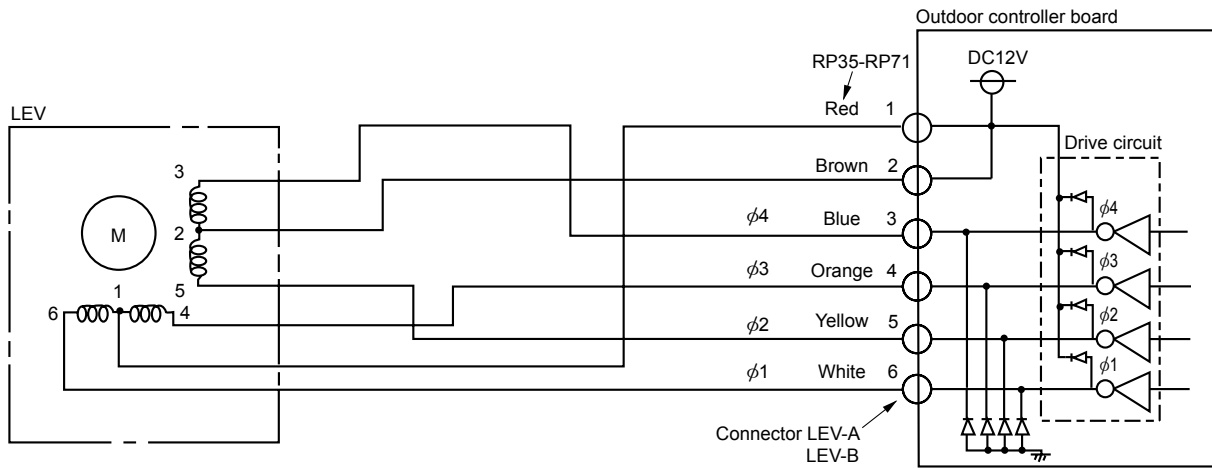 Outdoor controller board
RP35-RP71
DC12V
LEV
Red 1
Drive circuit
3
Brown 2
ϕ4
ϕ4 Blue 3
M
2
ϕ3
ϕ3 Orange 4
1
5
6
4
ϕ2
ϕ2 Yellow 5
ϕ1
ϕ1 White 6
Connector LEV-A
LEV-B